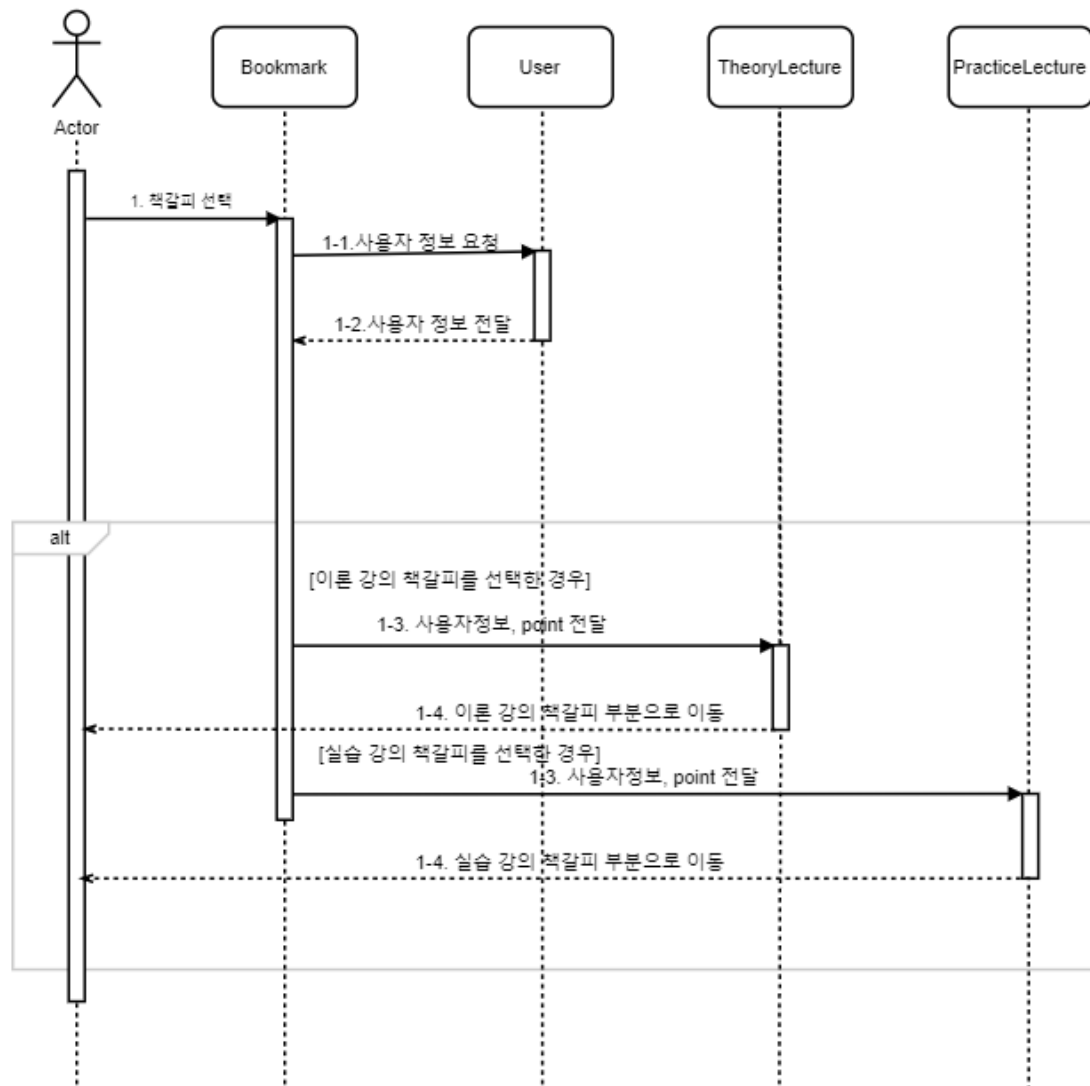 Actor
Bookmark
User
TheoryLecture
PracticeLecture
1. 책갈피 선택
1-1.사용자 정보 요청
1-2.사용자 정보 전달
alt
[이론 강의 책갈피를 선택한 경우]
1-3. 사용자정보, point 전달
1-4. 이론 강의 책갈피 부분으로 이동
[실습 강의 책갈피를 선택한 경우]
1-3. 사용자정보, point 전달
1-4. 실습 강의 책갈피 부분으로 이동